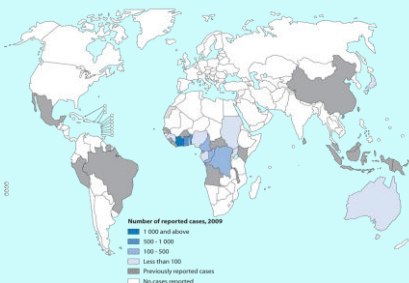 Number of reported cases, 2009
1 000 and above
500 - 1 000
100 - 500
Less than 100
Previously reported cases
No cases reported